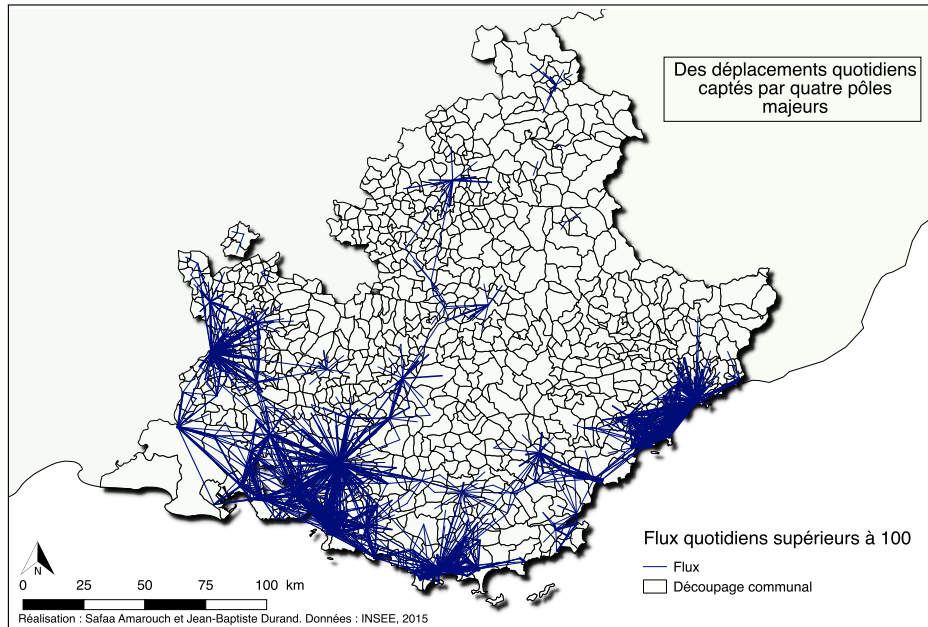 Des déplacements quotidiens
captés par quatre pôles
majeurs
Flux quotidiens supérieurs à 100
Flux
Découpage communal
N
0 25 50 75 100 km
Réalisation : Safaa Amarouch et Jean-Baptiste Durand. Données : INSEE, 2015